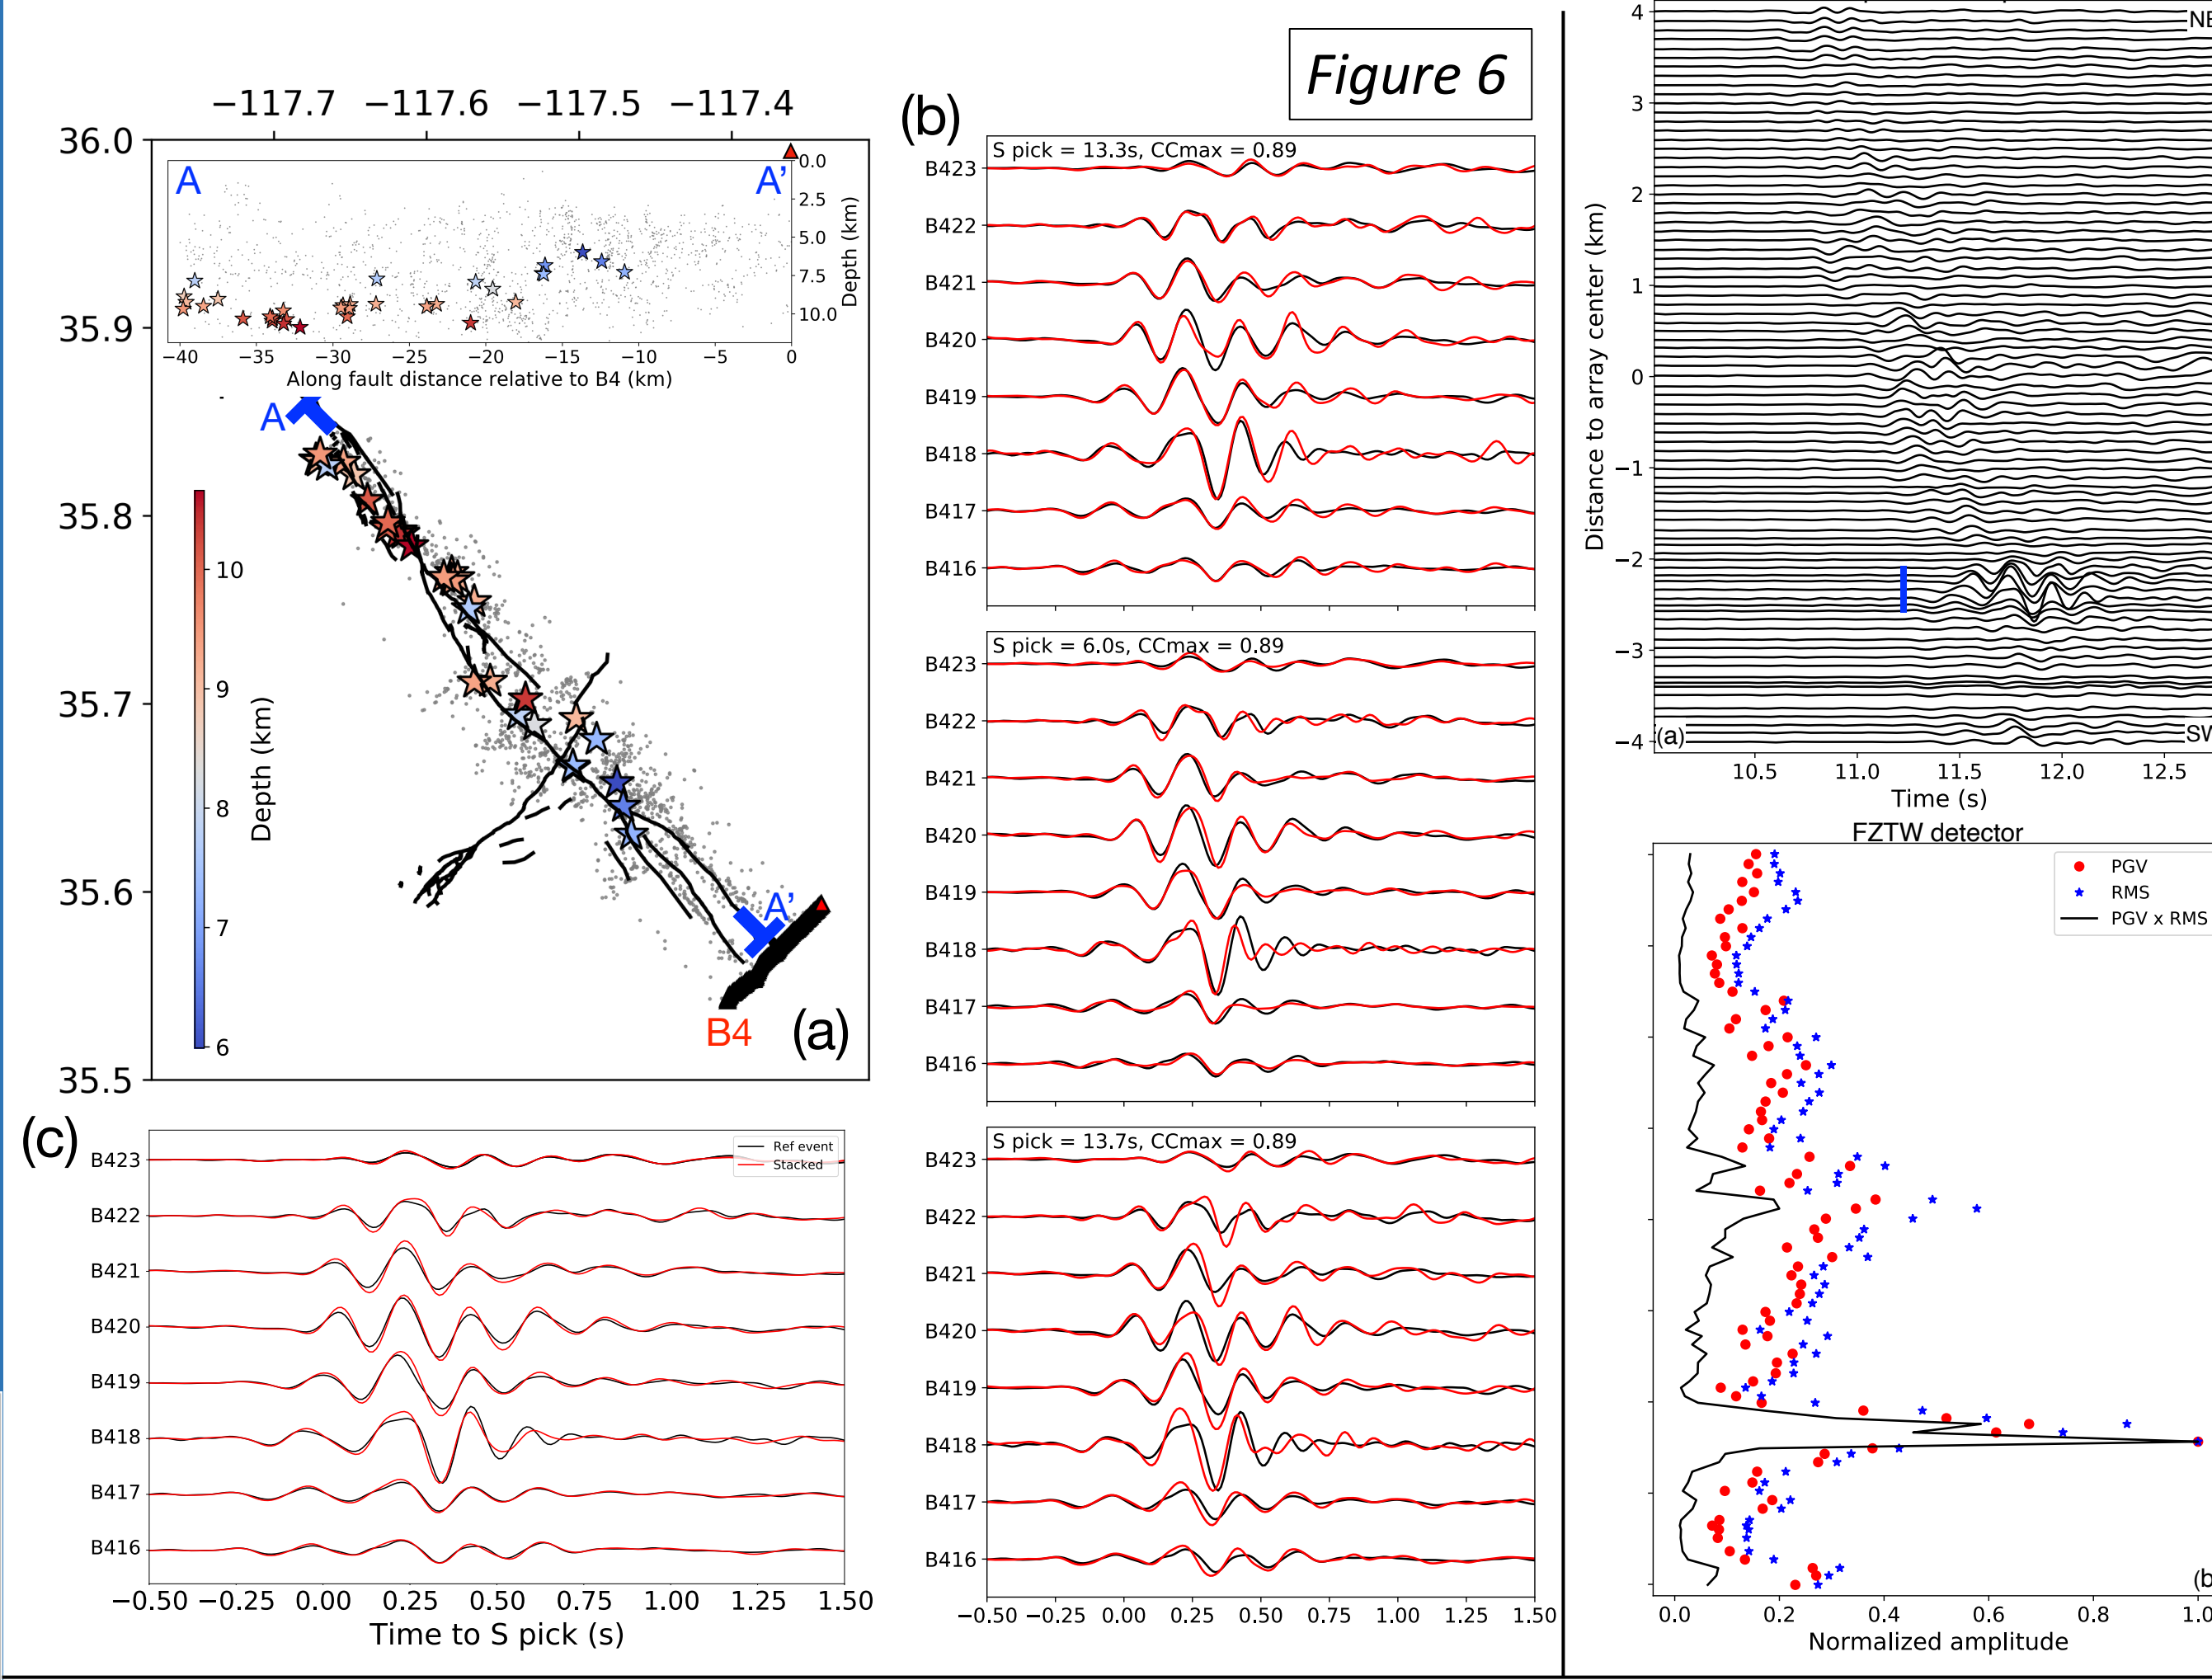 Figure 6
−117.7 −117.6 −117.5 −117.4
36.0
35.9
35.8
35.7
35.6
35.5
A
A’
0.0
2.5
5.0
7.5
10.0
Depth (km)
−40 −35 −30 −25 −20 −15 −10 −5 0
Along fault distance relative to B4 (km)
A
10
9
8
7
6
Depth (km)
A’
B4
(a)
(b)
S pick = 13.3s, CCmax = 0.89
B423
B422
B421
B420
B419
B418
B417
B416
S pick = 6.0s, CCmax = 0.89
B423
B422
B421
B420
B419
B418
B417
B416
S pick = 13.7s, CCmax = 0.89
B423
B422
B421
B420
B419
B418
B417
B416
−0.50 −0.25 0.00 0.25 0.50 0.75 1.00 1.25 1.50
(c)
Ref event
Stacked
B423
B422
B421
B420
B419
B418
B417
B416
−0.50 −0.25 0.00 0.25 0.50 0.75 1.00 1.25 1.50
Time to S pick (s)
4
3
2
1
0
−1
−2
−3
−4
Distance to array center (km)
NE
SW
(a)
10.5 11.0 11.5 12.0 12.5
Time (s)
FZTW detector
PGV
RMS
PGV x RMS
(b
0.0 0.2 0.4 0.6 0.8 1.0
Normalized amplitude